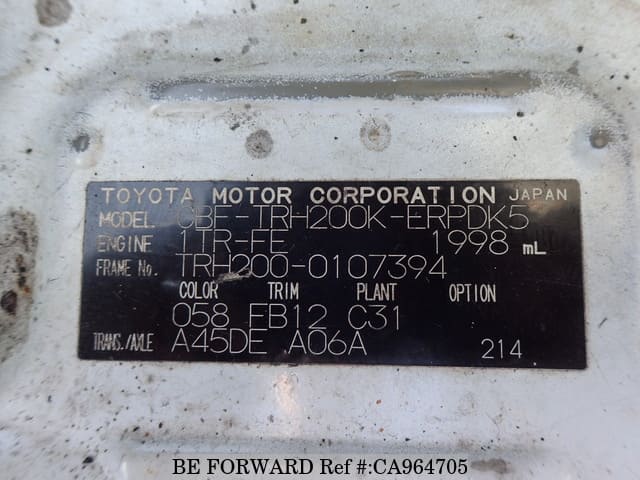 TOYOTA MOTOR CORPORATION JAPAN
MODEL CBF-TRH200K-ERPDK5
ENGINE 1TR-FE 1998 mL
FRAME No. TRH200-0107394
COLOR TRIM PLANT OPTION
058 FB12 C31
TRANS./AXLE A45DE A06A 214
BE FORWARD Ref #:CA964705